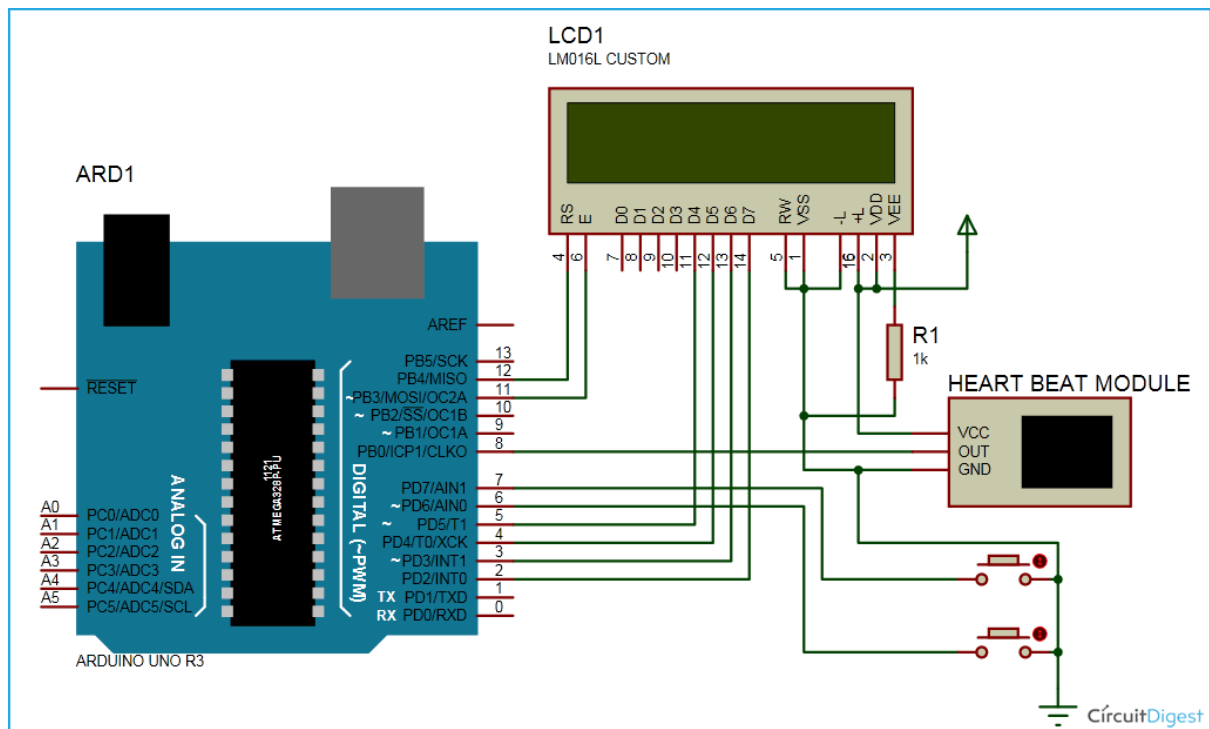 LCD1
LM016L CUSTOM
ARD1
RS
E
D0
D1
D2
D3
D4
D5
D6
D7
RW
VSS
-L
+L
VDD
VEE
4
6
7
8
9
10
11
12
13
14
5
1
16
2
3
R1
1k
HEART BEAT MODULE
VCC
OUT
GND
AREF
PB5/SCK 13
PB4/MISO 12
~PB3/MOSI/OC2A 11
~ PB2/SS/OC1B 10
~ PB1/OC1A 9
PB0/ICP1/CLKO 8
PD7/AIN1 7
~PD6/AIN0 6
~ PD5/T1 5
PD4/T0/XCK 4
~PD3/INT1 3
PD2/INT0 2
TX PD1/TXD 1
RX PD0/RXD 0
RESET
A0 PC0/ADC0
A1 PC1/ADC1
A2 PC2/ADC2
A3 PC3/ADC3
A4 PC4/ADC4/SDA
A5 PC5/ADC5/SCL
ANALOG IN
1121
ATMEGA328P-PU
DIGITAL (~PWM)
ARDUINO UNO R3
CírcuitDigest